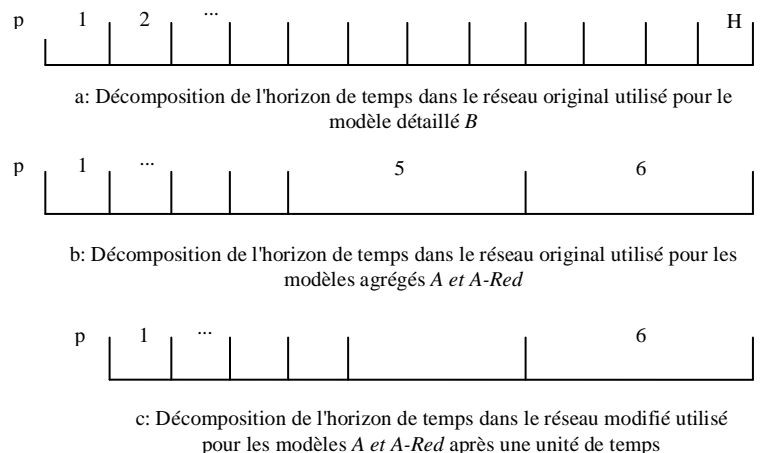 p 1 2 ... H
a: Décomposition de l'horizon de temps dans le réseau original utilisé pour le
modèle détaillé B
p 1 ... 5 6
b: Décomposition de l'horizon de temps dans le réseau original utilisé pour les
modèles agrégés A et A-Red
p 1 ... 6
c: Décomposition de l'horizon de temps dans le réseau modifié utilisé
pour les modèles A et A-Red après une unité de temps